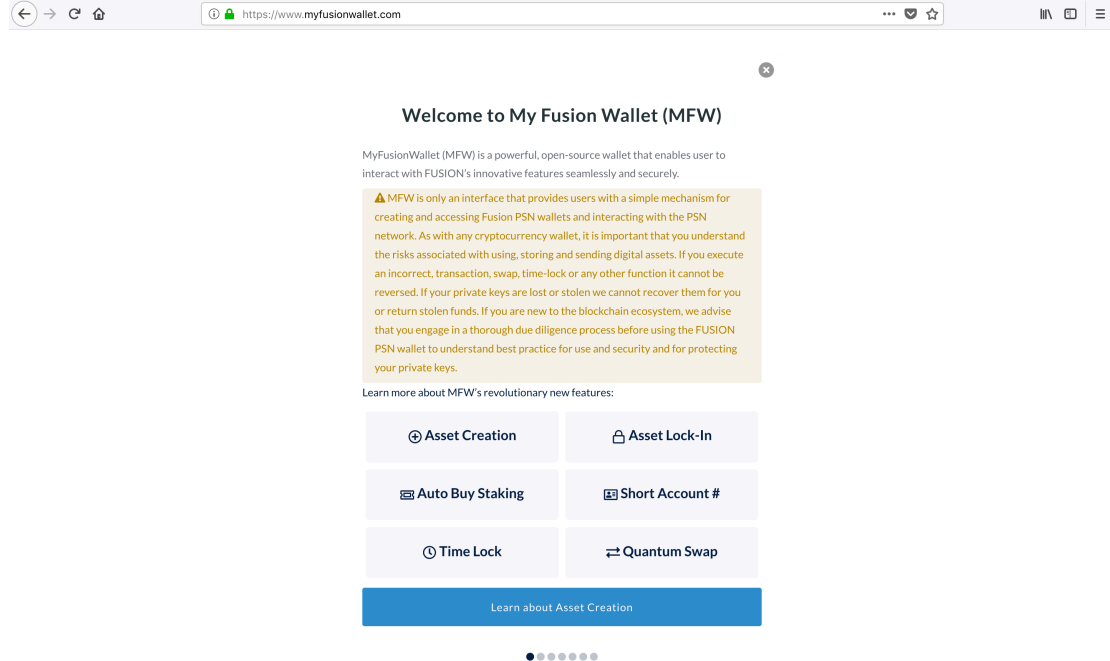 https://www.myfusionwallet.com
Welcome to My Fusion Wallet (MFW)
MyFusionWallet (MFW) is a powerful, open-source wallet that enables user to
interact with FUSION's innovative features seamlessly and securely.
MFW is only an interface that provides users with a simple mechanism for
creating and accessing Fusion PSN wallets and interacting with the PSN
network. As with any cryptocurrency wallet, it is important that you understand
the risks associated with using, storing and sending digital assets. If you execute
an incorrect, transaction, swap, time-lock or any other function it cannot be
reversed. If your private keys are lost or stolen we cannot recover them for you
or return stolen funds. If you are new to the blockchain ecosystem, we advise
that you engage in a thorough due diligence process before using the FUSION
PSN wallet to understand best practice for use and security and for protecting
your private keys.
Learn more about MFW's revolutionary new features:
Asset Creation
Asset Lock-In
Auto Buy Staking
Short Account #
Time Lock
Quantum Swap
Learn about Asset Creation